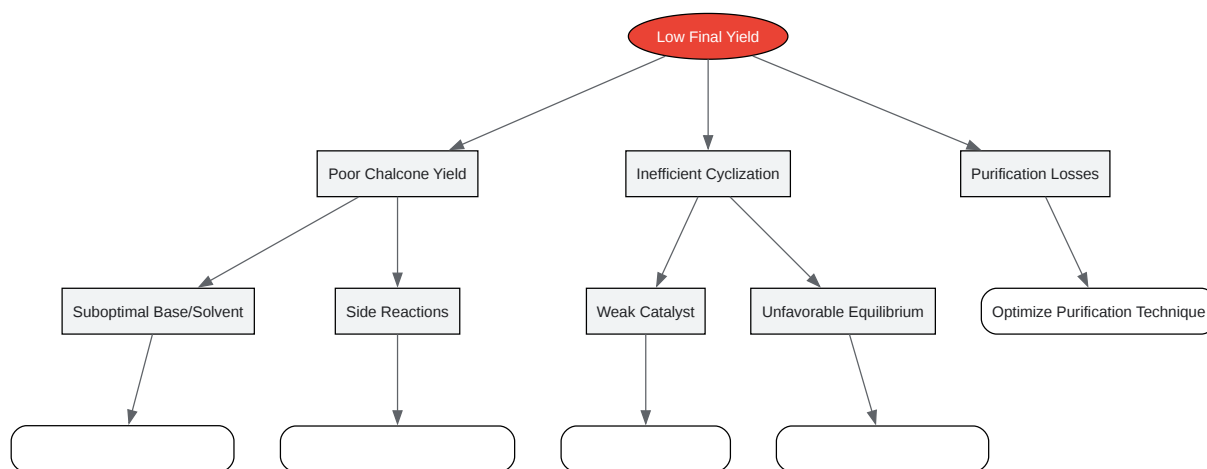 Low Final Yield
Poor Chalcone Yield
Inefficient Cyclization
Purification Losses
Suboptimal Base/Solvent
Side Reactions
Weak Catalyst
Unfavorable Equilibrium
Optimize Purification Technique